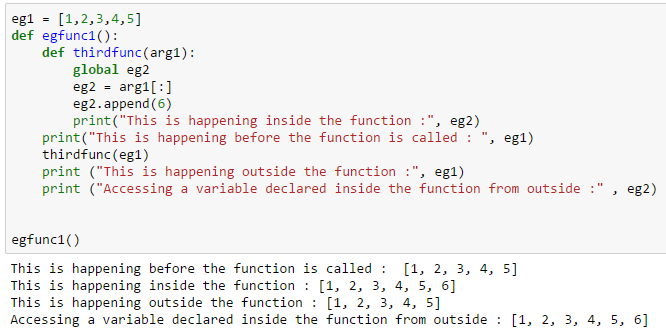 eg1 = [1,2,3,4,5]
def egfunc1():
    def thirdfunc(arg1):
        global eg2
        eg2 = arg1[:]
        eg2.append(6)
        print("This is happening inside the function :", eg2)
    print("This is happening before the function is called : ", eg1)
    thirdfunc(eg1)
    print ("This is happening outside the function :", eg1)
    print ("Accessing a variable declared inside the function from outside :" , eg2)
egfunc1()
This is happening before the function is called :  [1, 2, 3, 4, 5]
This is happening inside the function : [1, 2, 3, 4, 5, 6]
This is happening outside the function : [1, 2, 3, 4, 5]
Accessing a variable declared inside the function from outside : [1, 2, 3, 4, 5, 6]